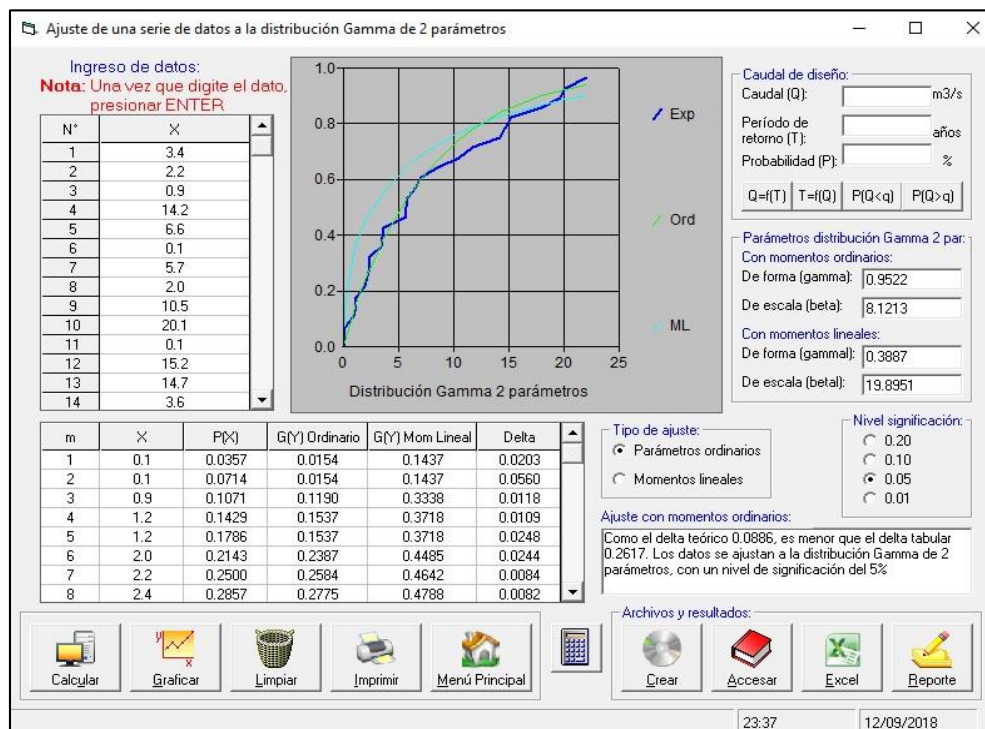 Ajuste de una serie de datos a la distribución Gamma de 2 parámetros
Ingreso de datos:
Nota: Una vez que digite el dato,
presionar ENTER
N° X
1 3.4
2 2.2
3 0.9
4 14.2
5 6.6
6 0.1
7 5.7
8 2.0
9 10.5
10 20.1
11 0.1
12 15.2
13 14.7
14 3.6
1.0
0.8
0.6
0.4
0.2
0.0
0 5 10 15 20 25
Distribución Gamma 2 parámetros
Exp
Ord
ML
Caudal de diseño:
Caudal (Q): m3/s
Período de
retorno (T): años
Probabilidad (P): %
Q=f(T) T=f(Q) P(Q<q) P(Q>q)
Parámetros distribución Gamma 2 par:
Con momentos ordinarios:
De forma (gamma): 0.9522
De escala (beta): 8.1213
Con momentos lineales:
De forma (gammal): 0.3887
De escala (betal): 19.8951
m X P(X) G(Y) Ordinario G(Y) Mom Lineal Delta
1 0.1 0.0357 0.0154 0.1437 0.0203
2 0.1 0.0714 0.0154 0.1437 0.0560
3 0.9 0.1071 0.1190 0.3338 0.0118
4 1.2 0.1429 0.1537 0.3718 0.0109
5 1.2 0.1786 0.1537 0.3718 0.0248
6 2.0 0.2143 0.2387 0.4485 0.0244
7 2.2 0.2500 0.2584 0.4642 0.0084
8 2.4 0.2857 0.2775 0.4788 0.0082
Tipo de ajuste:
Parámetros ordinarios
Momentos lineales
Nivel significación:
0.20
0.10
0.05
0.01
Ajuste con momentos ordinarios:
Como el delta teórico 0.0886, es menor que el delta tabular
0.2617. Los datos se ajustan a la distribución Gamma de 2
parámetros, con un nivel de significación del 5%
Calcular
Graficar
Limpiar
Imprimir
Menú Principal
Archivos y resultados:
Crear
Accesar
Excel
Reporte
23:37 12/09/2018